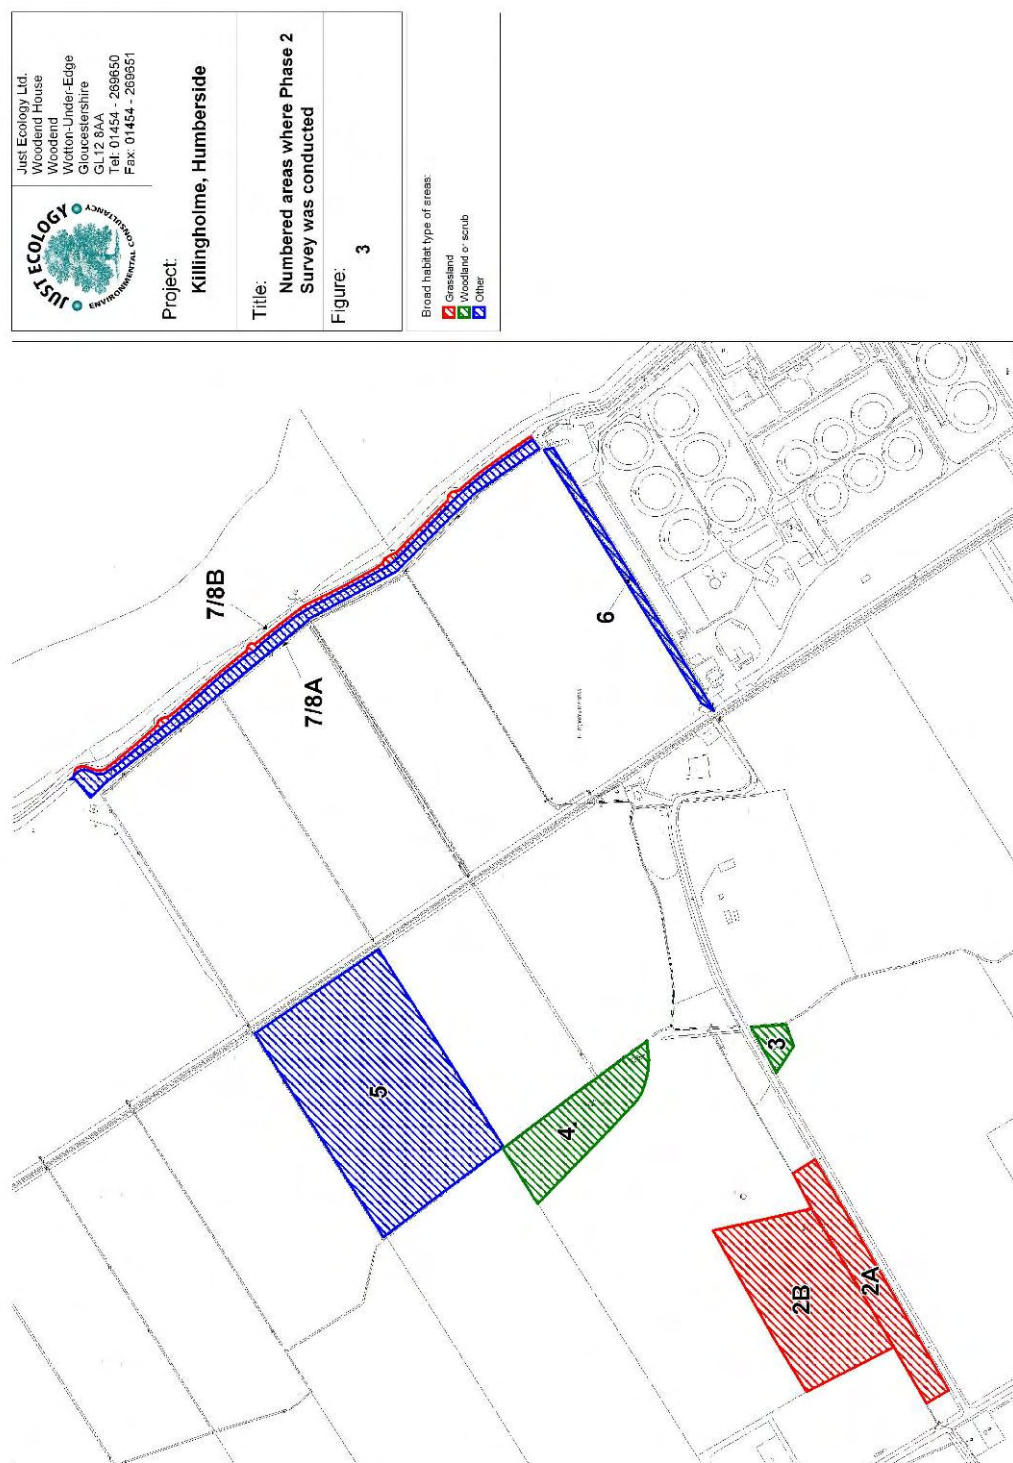 JUST ECOLOGY
ENVIRONMENTAL CONSULTANCY
Just Ecology Ltd.
Woodend House
Woodend
Wotton-Under-Edge
Gloucestershire
GL12 8AA
Tel: 01454 - 269650
Fax: 01454 - 269651
Project:
Killingholme, Humberside
Title:
Numbered areas where Phase 2
Survey was conducted
Figure:
3
Broad habitat type of areas:
Grassland
Woodland or scrub
Other
7/8B
7/8A
6
5
4
3
2B
2A